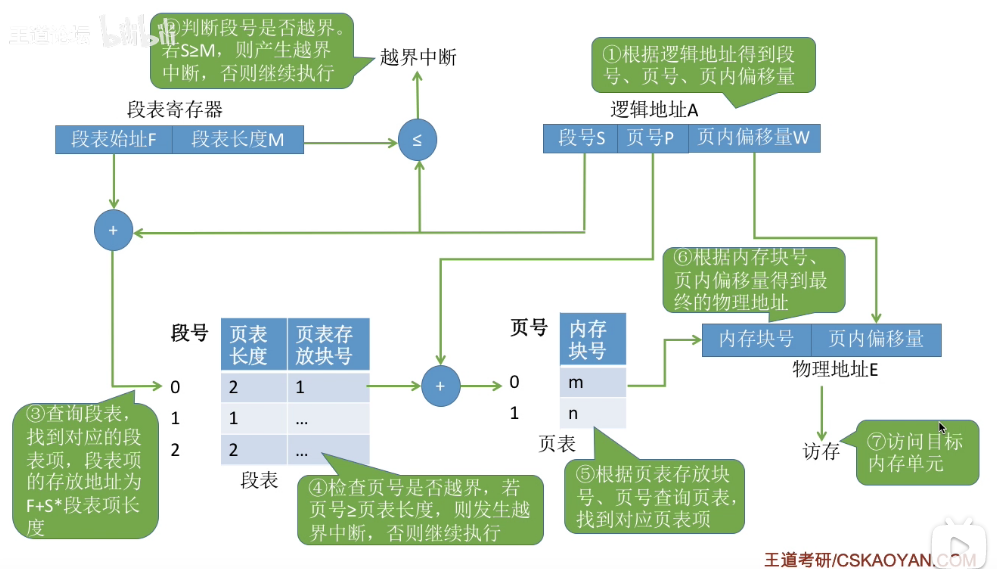 王道论坛 bilibili
②判断段号是否越界。
若S≥M，则产生越界
中断，否则继续执行
越界中断
①根据逻辑地址得到段
号、页号、页内偏移量
段表寄存器
逻辑地址A
段表始址F 段表长度M
≤
段号S 页号P 页内偏移量W
+
⑥根据内存块号、
页内偏移量得到最
终的物理地址
段号
页表
长度
页表存
放块号
页号
内存
块号
内存块号 页内偏移量
物理地址E
0 2 1
+
0 m
1 1 ...
1 n
2 2 ...
段表
页表
③查询段表，
找到对应的段
表项，段表项
的存放地址为
F+S*段表项长
度
④检查页号是否越界，若
页号≥页表长度，则发生越
界中断，否则继续执行
⑤根据页表存放块
号、页号查询页表，
找到对应页表项
访存
⑦访问目标
内存单元
王道考研/CSKAOYAN.COM